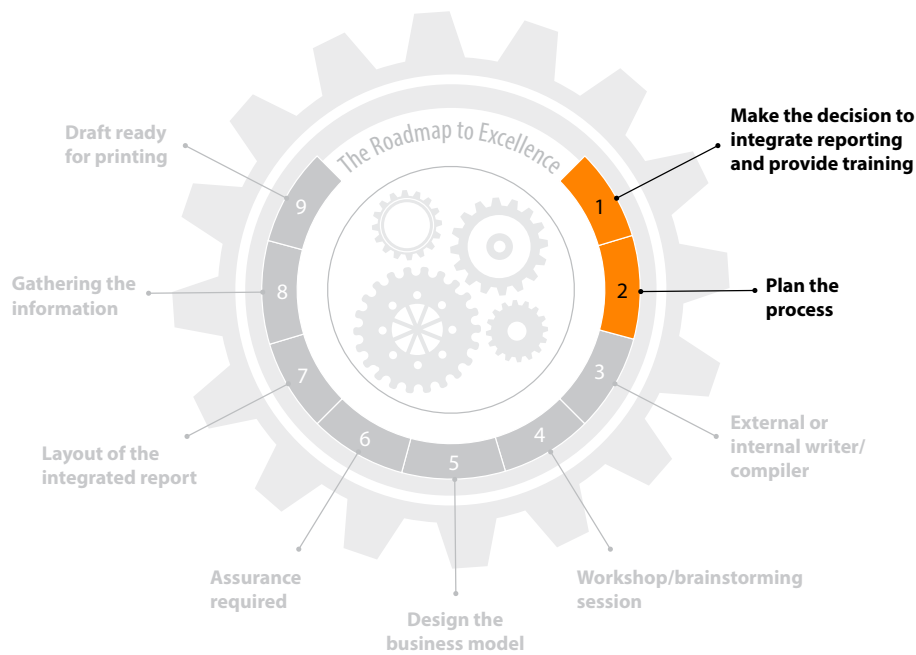 The Roadmap to Excellence
1
Make the decision to
integrate reporting
and provide training
2
Plan the
process
3
External or
internal writer/
compiler
4
Workshop/brainstorming
session
5
Design the
business model
6
Assurance
required
7
Layout of the
integrated report
8
Gathering the
information
9
Draft ready
for printing